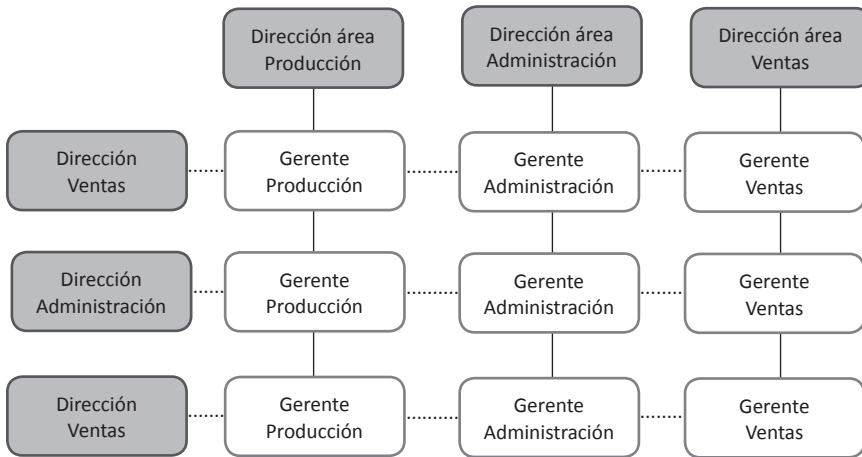 Dirección área
Producción
Dirección área
Administración
Dirección área
Ventas
Dirección
Ventas
Gerente
Producción
Gerente
Administración
Gerente
Ventas
Dirección
Administración
Gerente
Producción
Gerente
Administración
Gerente
Ventas
Dirección
Ventas
Gerente
Producción
Gerente
Administración
Gerente
Ventas